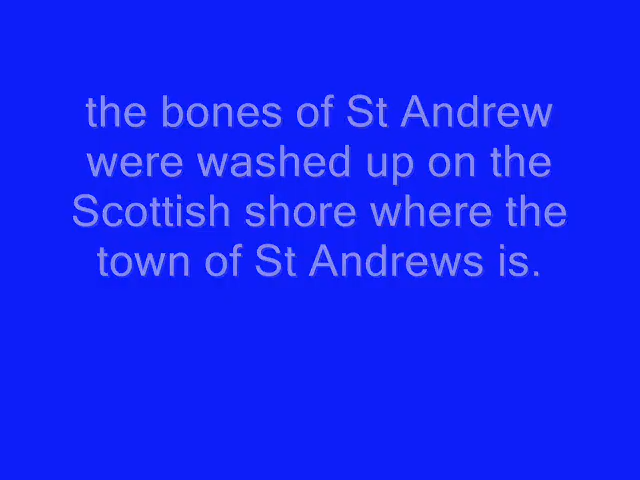 the bones of St Andrew
were washed up on the
Scottish shore where the
town of St Andrews is.